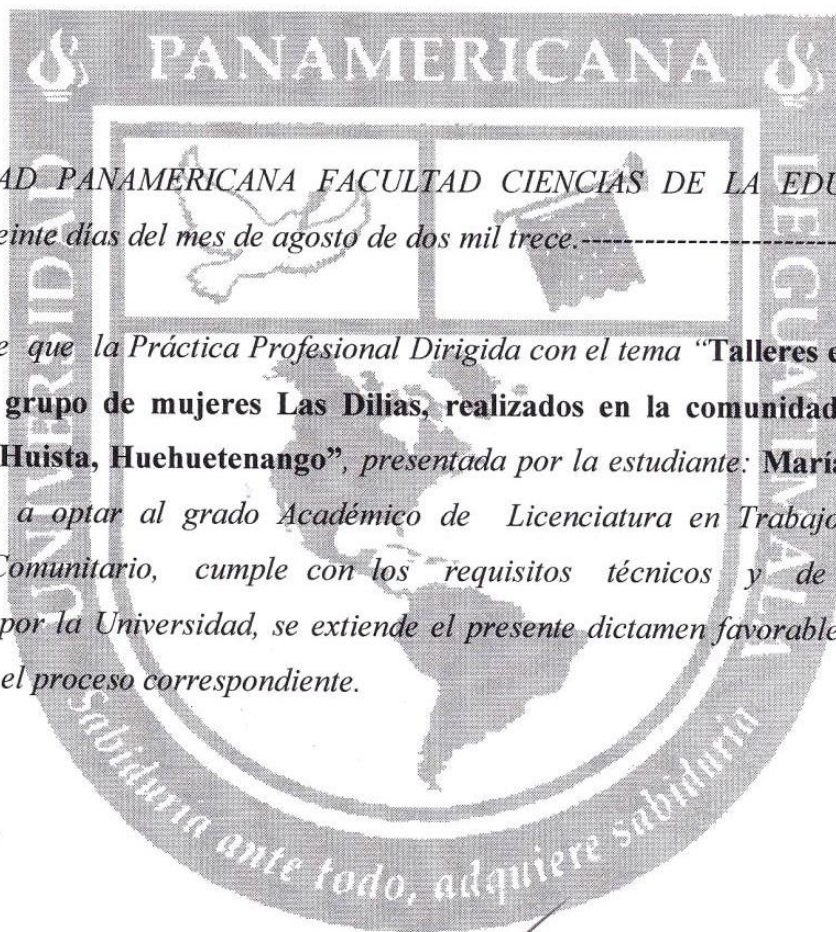 PANAMERICANA
UNIVERSIDAD
DE GUATEMALA
AD PANAMERICANA FACULTAD CIENCIAS DE LA EDU
einte días del mes de agosto de dos mil trece.-------------------------
e que la Práctica Profesional Dirigida con el tema “Talleres e
grupo de mujeres Las Dilias, realizados en la comunidad
Huista, Huehuetenango”, presentada por la estudiante: María
a optar al grado Académico de Licenciatura en Trabajo
Comunitario, cumple con los requisitos técnicos y de
por la Universidad, se extiende el presente dictamen favorable
el proceso correspondiente.
Sabiduría ante todo, adquiere sabiduría